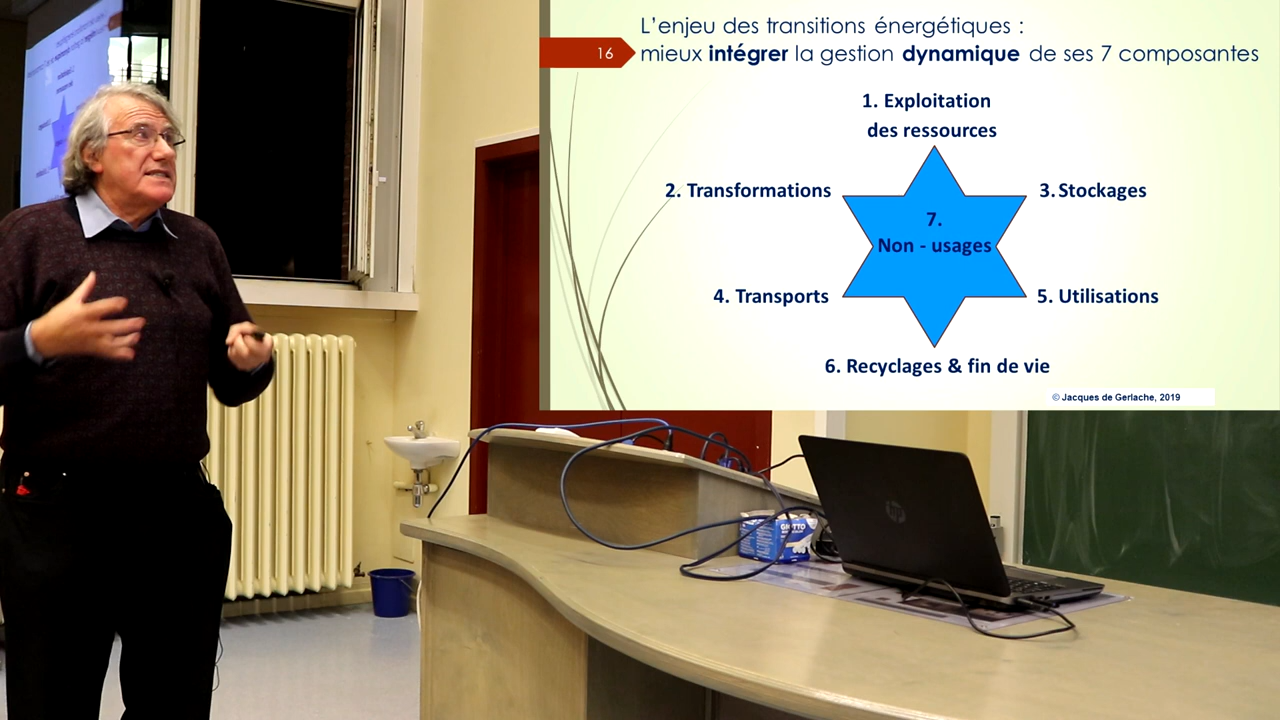 L'enjeu des transitions énergétiques :
16
mieux intégrer la gestion dynamique de ses 7 composantes
1. Exploitation
des ressources
2. Transformations
3. Stockages
7.
Non - usages
4. Transports
5. Utilisations
6. Recyclages & fin de vie
© Jacques de Gerlache, 2019
GIOTTO
hp